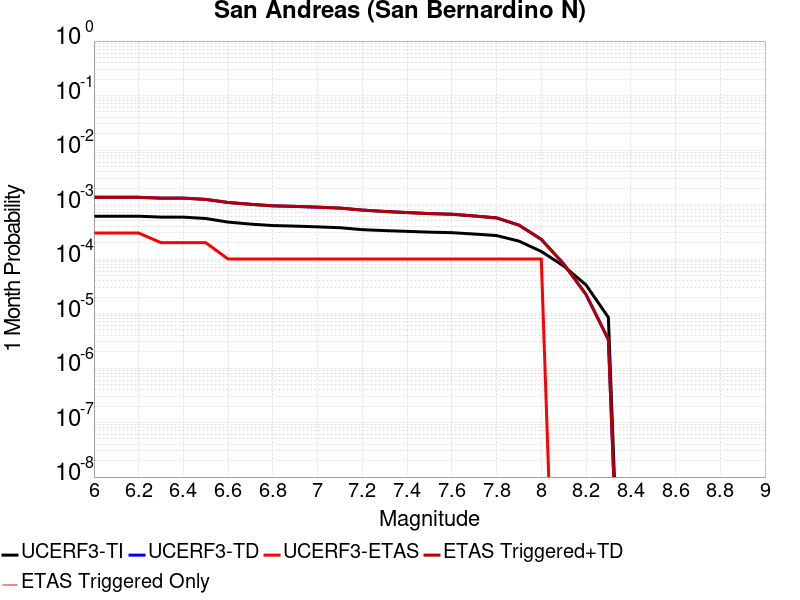 San Andreas (San Bernardino N)
1 Month Probability
10^0
10^-1
10^-2
10^-3
10^-4
10^-5
10^-6
10^-7
10^-8
6 6.2 6.4 6.6 6.8 7 7.2 7.4 7.6 7.8 8 8.2 8.4 8.6 8.8 9
Magnitude
UCERF3-TI UCERF3-TD UCERF3-ETAS ETAS Triggered+TD
ETAS Triggered Only